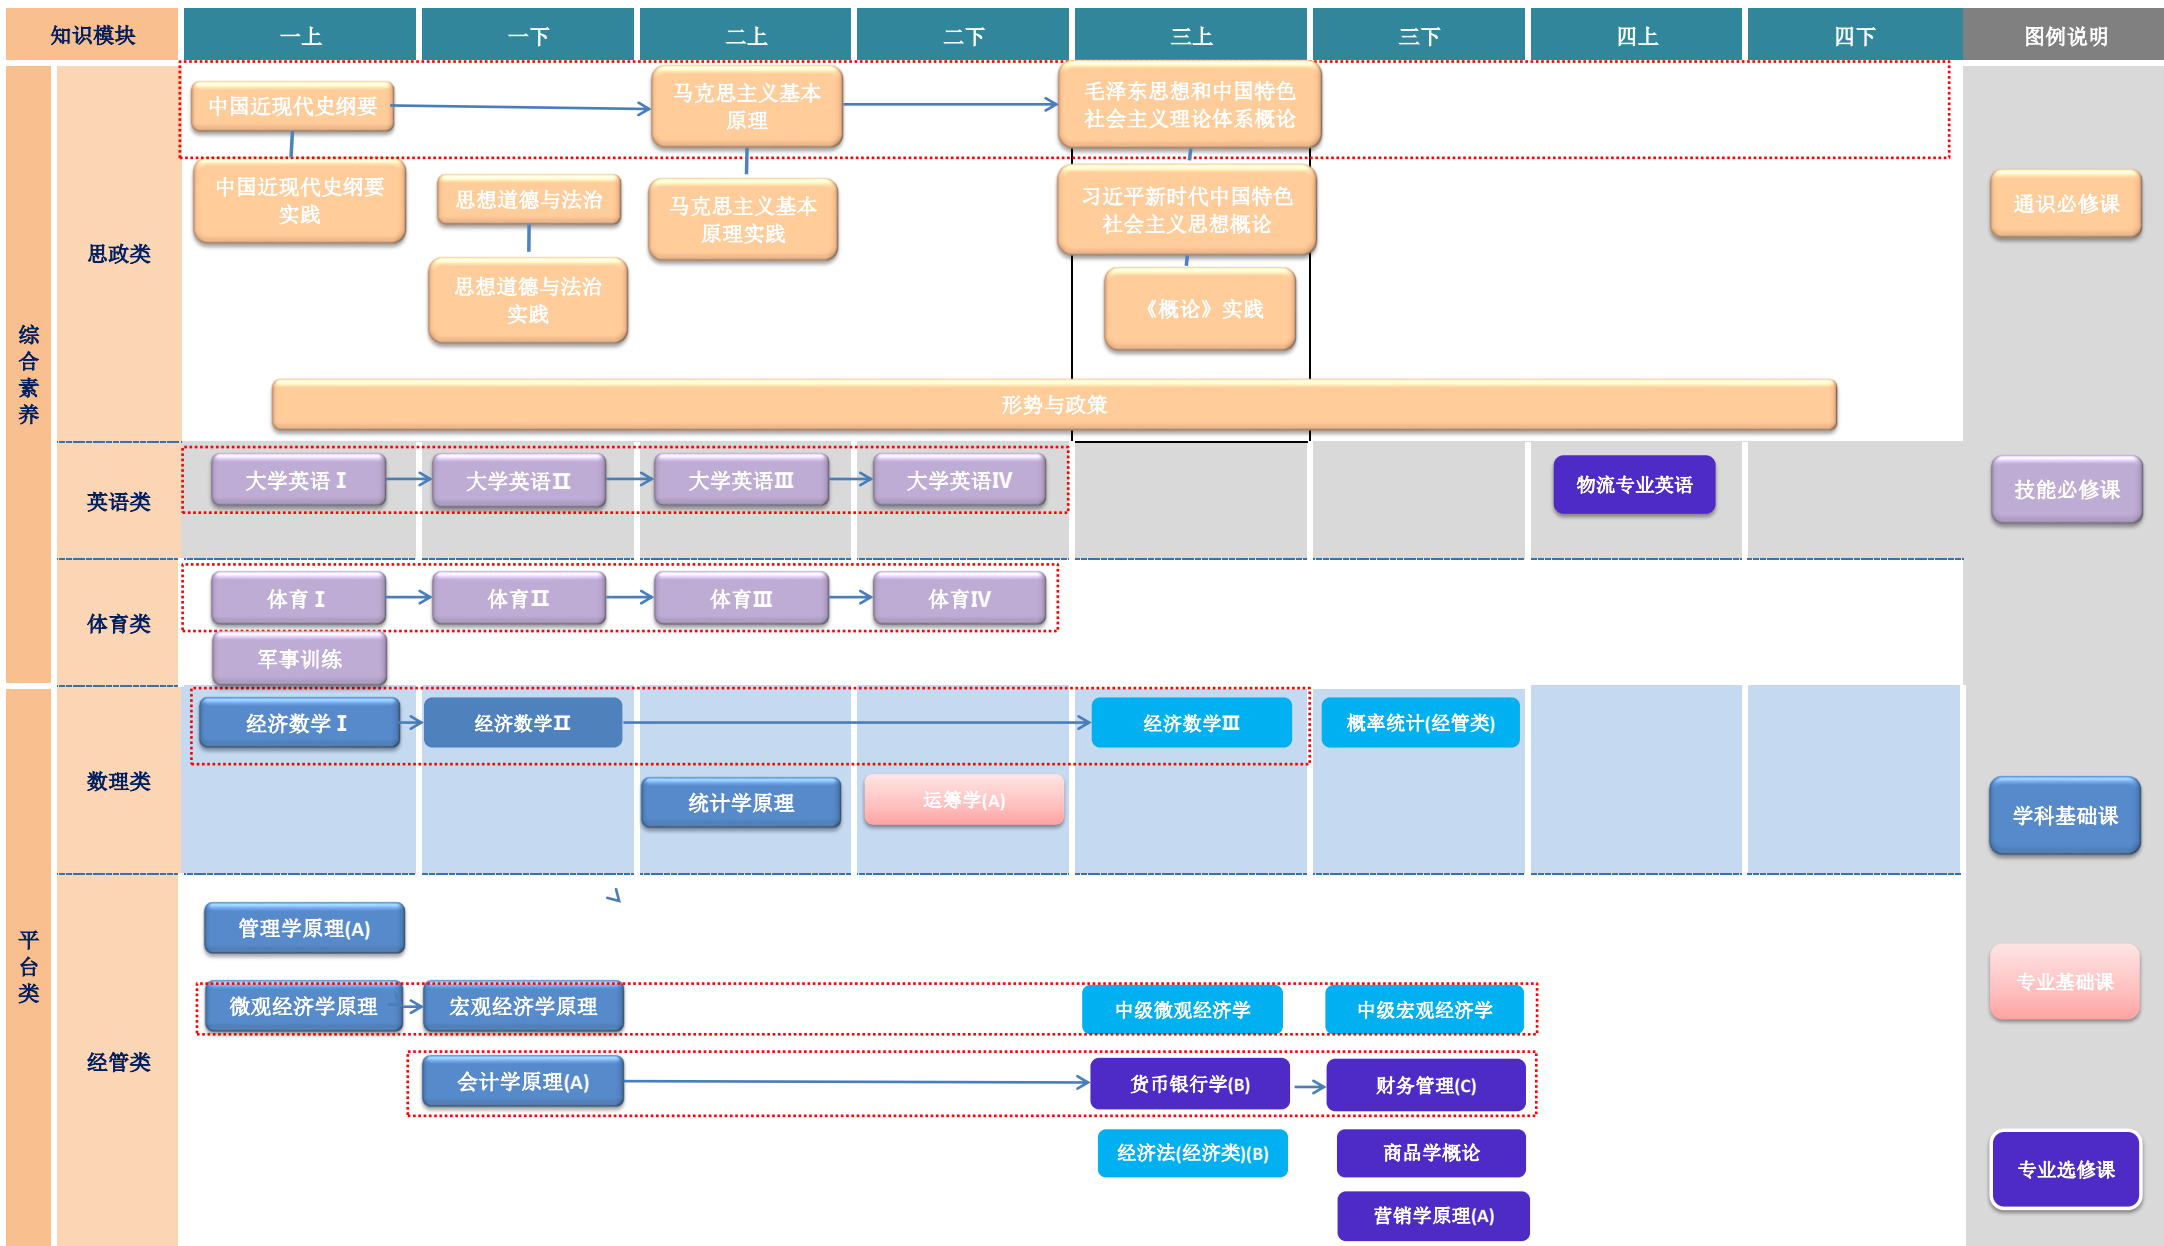 知识模块
一上
一下
二上
二下
三上
三下
四上
四下
图例说明
综合素养
思政类
中国近现代史纲要
马克思主义基本
原理
毛泽东思想和中国特色
社会主义理论体系概论
中国近现代史纲要
实践
思想道德与法治
马克思主义基本
原理实践
习近平新时代中国特色
社会主义思想概论
思想道德与法治
实践
《概论》实践
形势与政策
通识必修课
英语类
大学英语Ⅰ
大学英语Ⅱ
大学英语Ⅲ
大学英语Ⅳ
物流专业英语
技能必修课
体育类
体育Ⅰ
体育Ⅱ
体育Ⅲ
体育Ⅳ
军事训练
平台类
数理类
经济数学Ⅰ
经济数学Ⅱ
经济数学Ⅲ
概率统计(经管类)
统计学原理
运筹学(A)
学科基础课
经管类
管理学原理(A)
微观经济学原理
宏观经济学原理
中级微观经济学
中级宏观经济学
专业基础课
会计学原理(A)
货币银行学(B)
财务管理(C)
经济法(经济类)(B)
商品学概论
专业选修课
营销学原理(A)